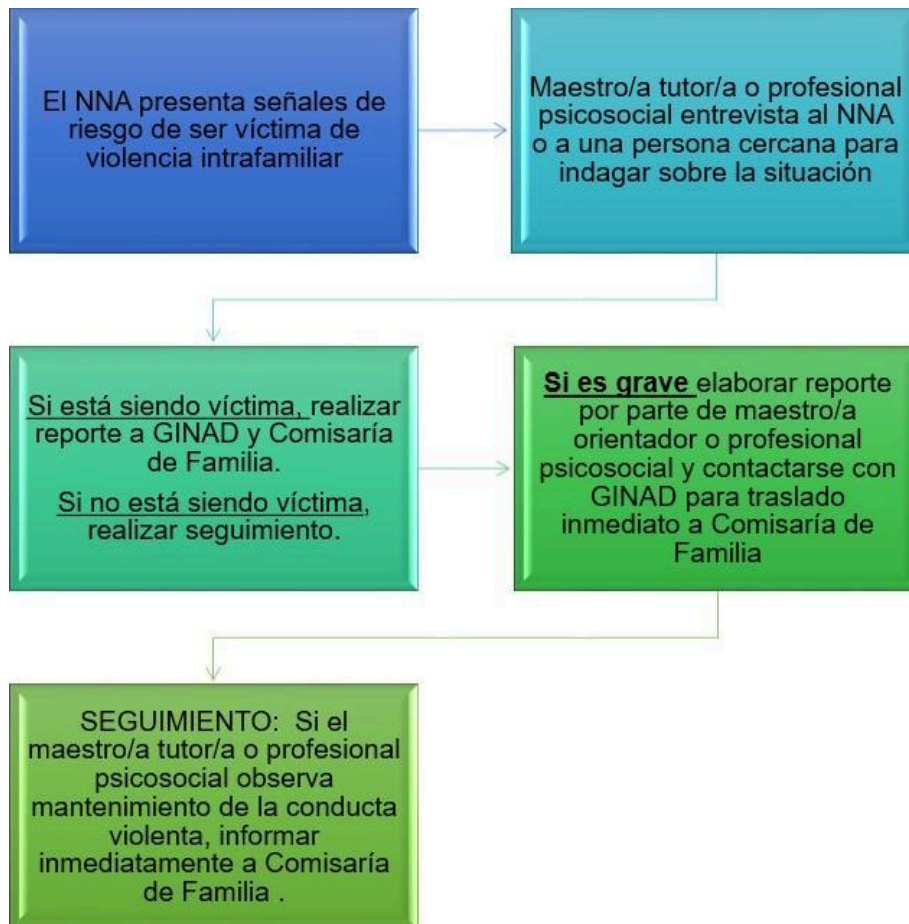 El NNA presenta señales de
riesgo de ser víctima de
violencia intrafamiliar
Maestro/a tutor/a o profesional
psicosocial entrevista al NNA
o a una persona cercana para
indagar sobre la situación
Si está siendo víctima, realizar
reporte a GINAD y Comisaría
de Familia.
Si no está siendo víctima,
realizar seguimiento.
Si es grave elaborar reporte
por parte de maestro/a
orientador o profesional
psicosocial y contactarse con
GINAD para traslado
inmediato a Comisaría de
Familia
SEGUIMIENTO: Si el
maestro/a tutor/a o profesional
psicosocial observa
mantenimiento de la conducta
violenta, informar
inmediatamente a Comisaría
de Familia .